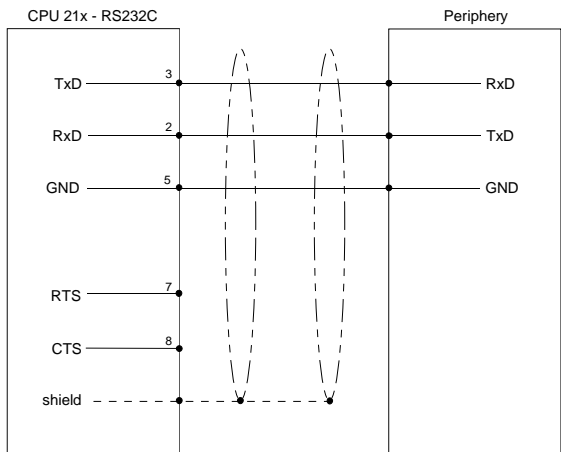 CPU 21x - RS232C Periphery
TxD 3 RxD
RxD 2 TxD
GND 5 GND
RTS 7
CTS 8
shield